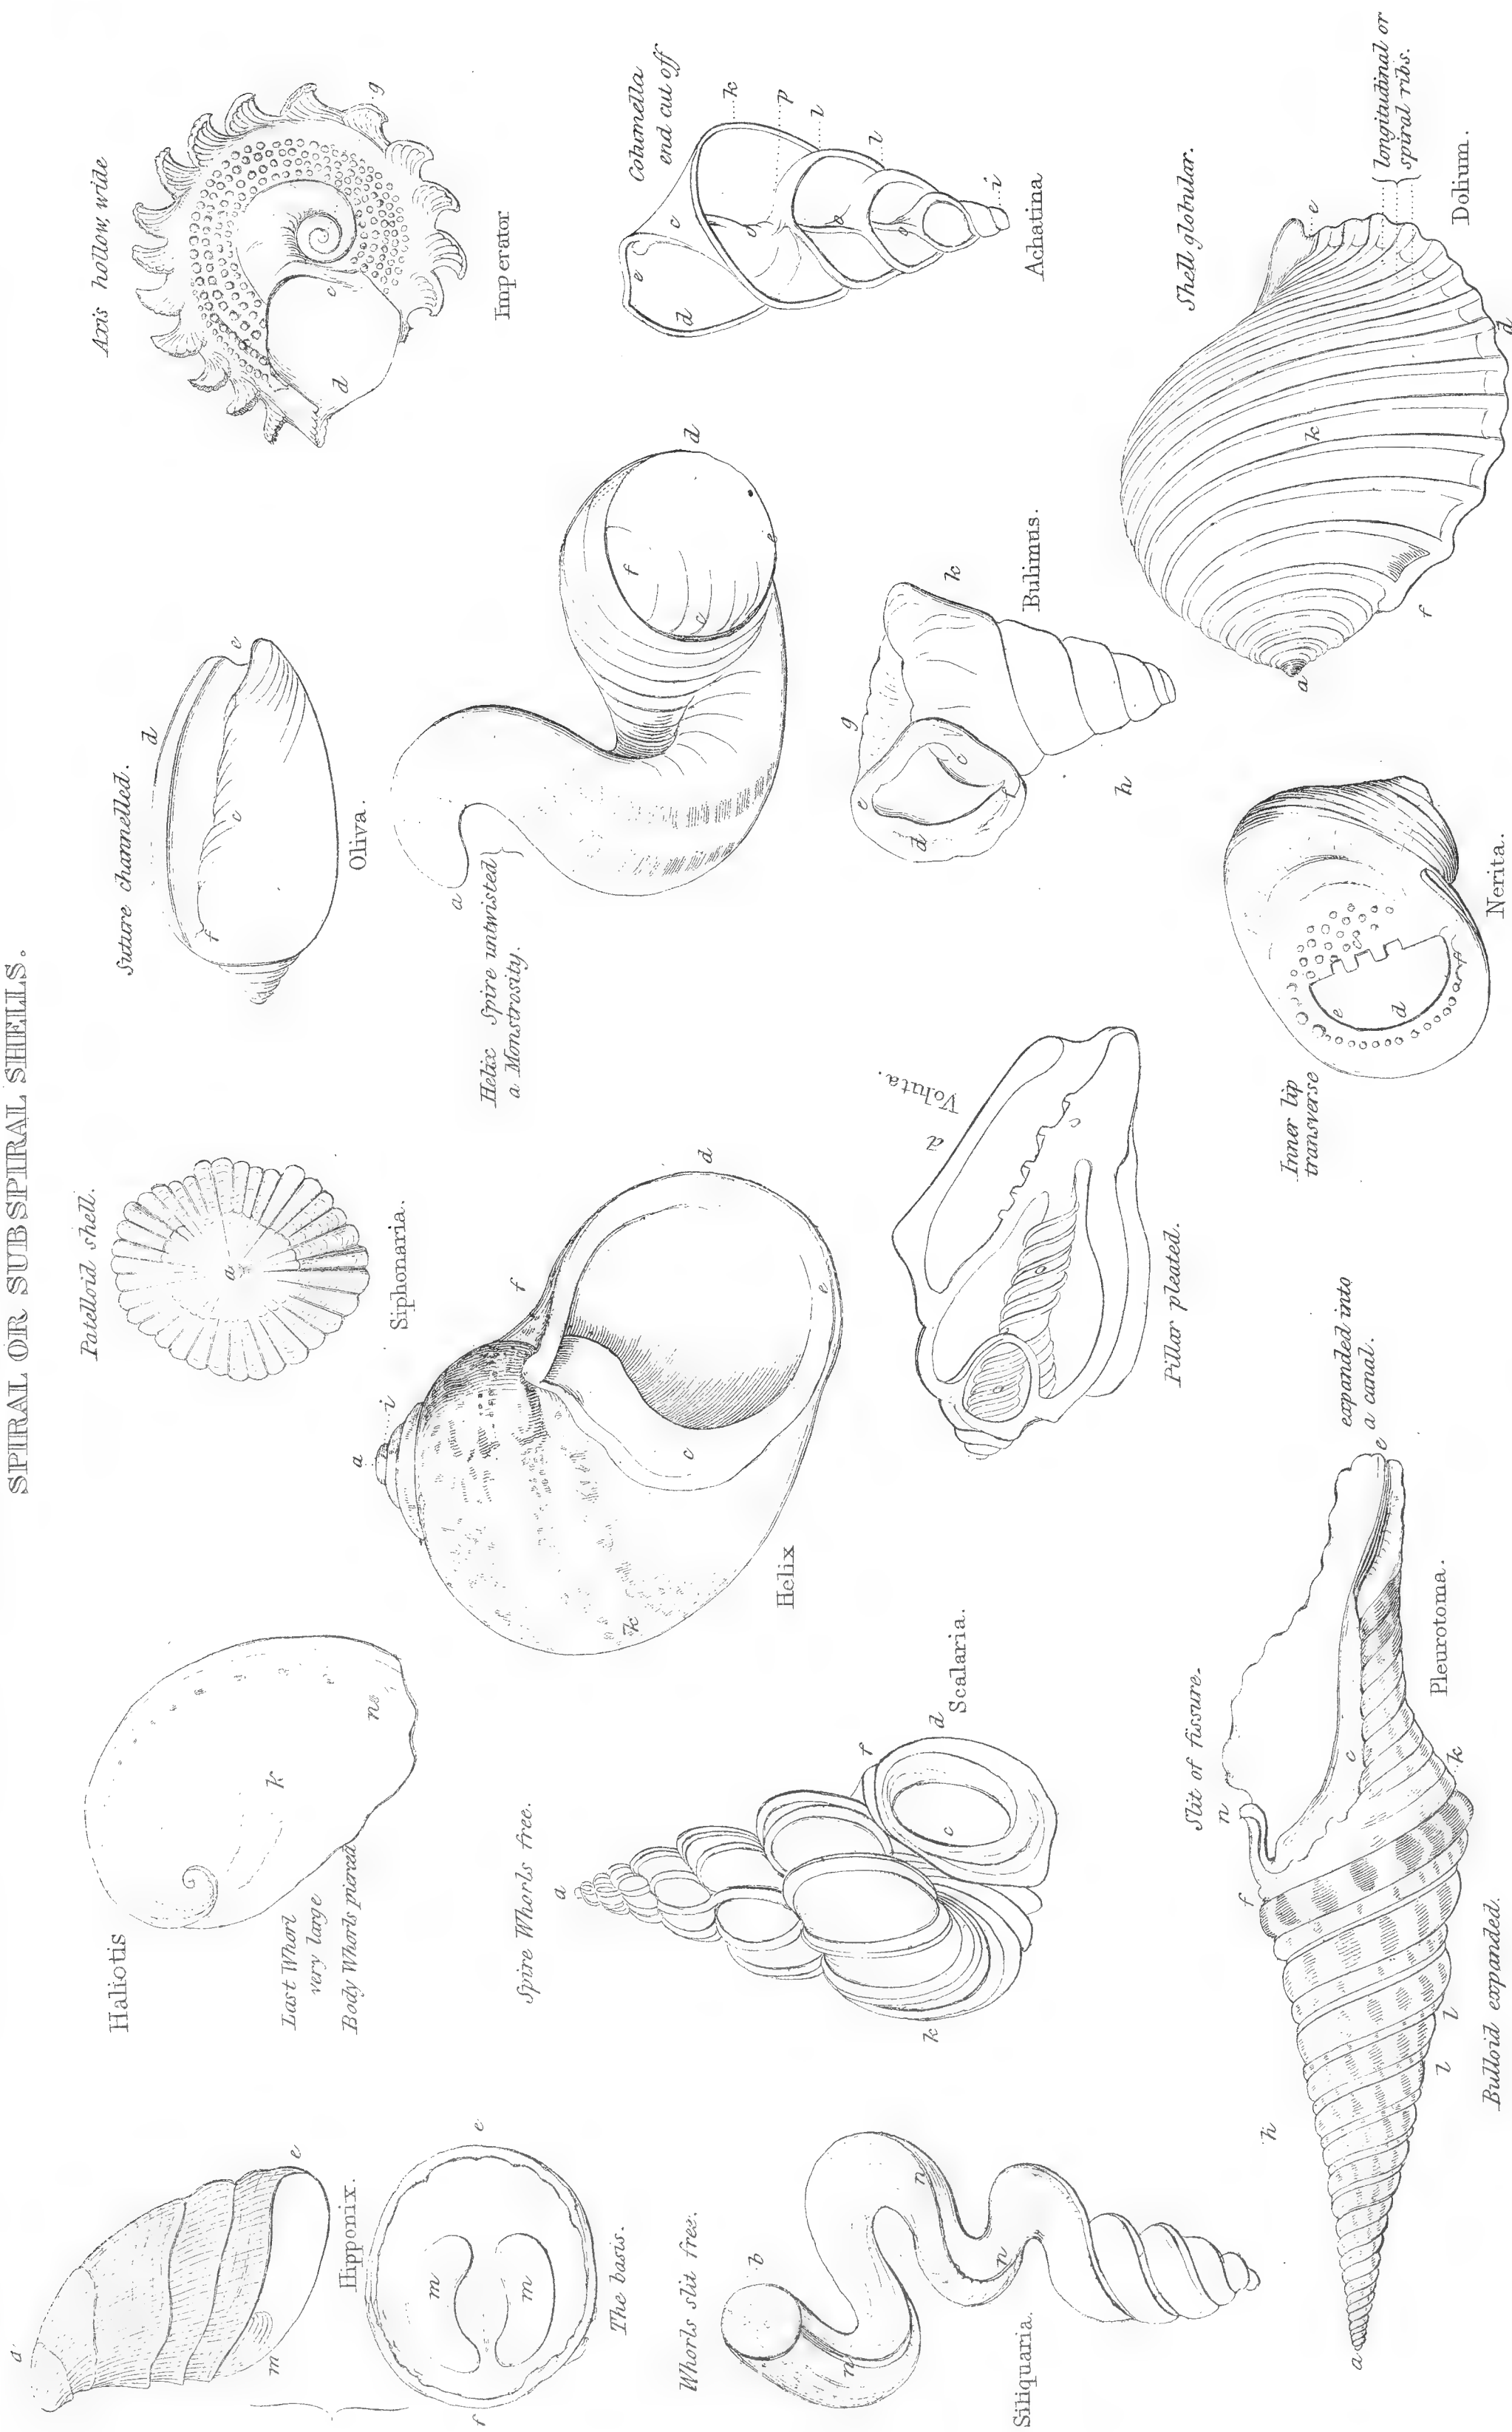 SPIRAL OR SUBSPIRAL SHELLS.
a
e
m
Hipponix.
m
m
e
f
The basis.
Haliotis
k
n
Last Whorl
very large
Body Whorls pierced
Patelloid shell.
a
Siphonaria.
Suture channelled.
d
e
c
f
Oliva.
Axis hollow, wide
g
c
d
Emperator
Whorls slit free.
b
n
n
n
Siliquaria.
Spire Whorls free.
a
f
d
c
k
Scalaria.
a
i
f
d
e
c
k
Helix
a
Helix Spire untwisted
a Monstrosity.
f
d
e
c
Columella
end cut off
k
p
l
l
i
e
c
d
o
o
o
Achatina
Voluta.
d
c
o
o
Pillar pleated.
g
k
e
c
d
f
h
Bulimus.
Slit of fissure.
n
f
c
k
l
l
h
a
e
expanded into
a canal.
Pleurotoma.
Bulloid expanded.
Inner lip
transverse
e
c
d
f
Nerita.
Shell globular.
a
k
e
d
f
longitudinal or
spiral ribs.
Dolium.